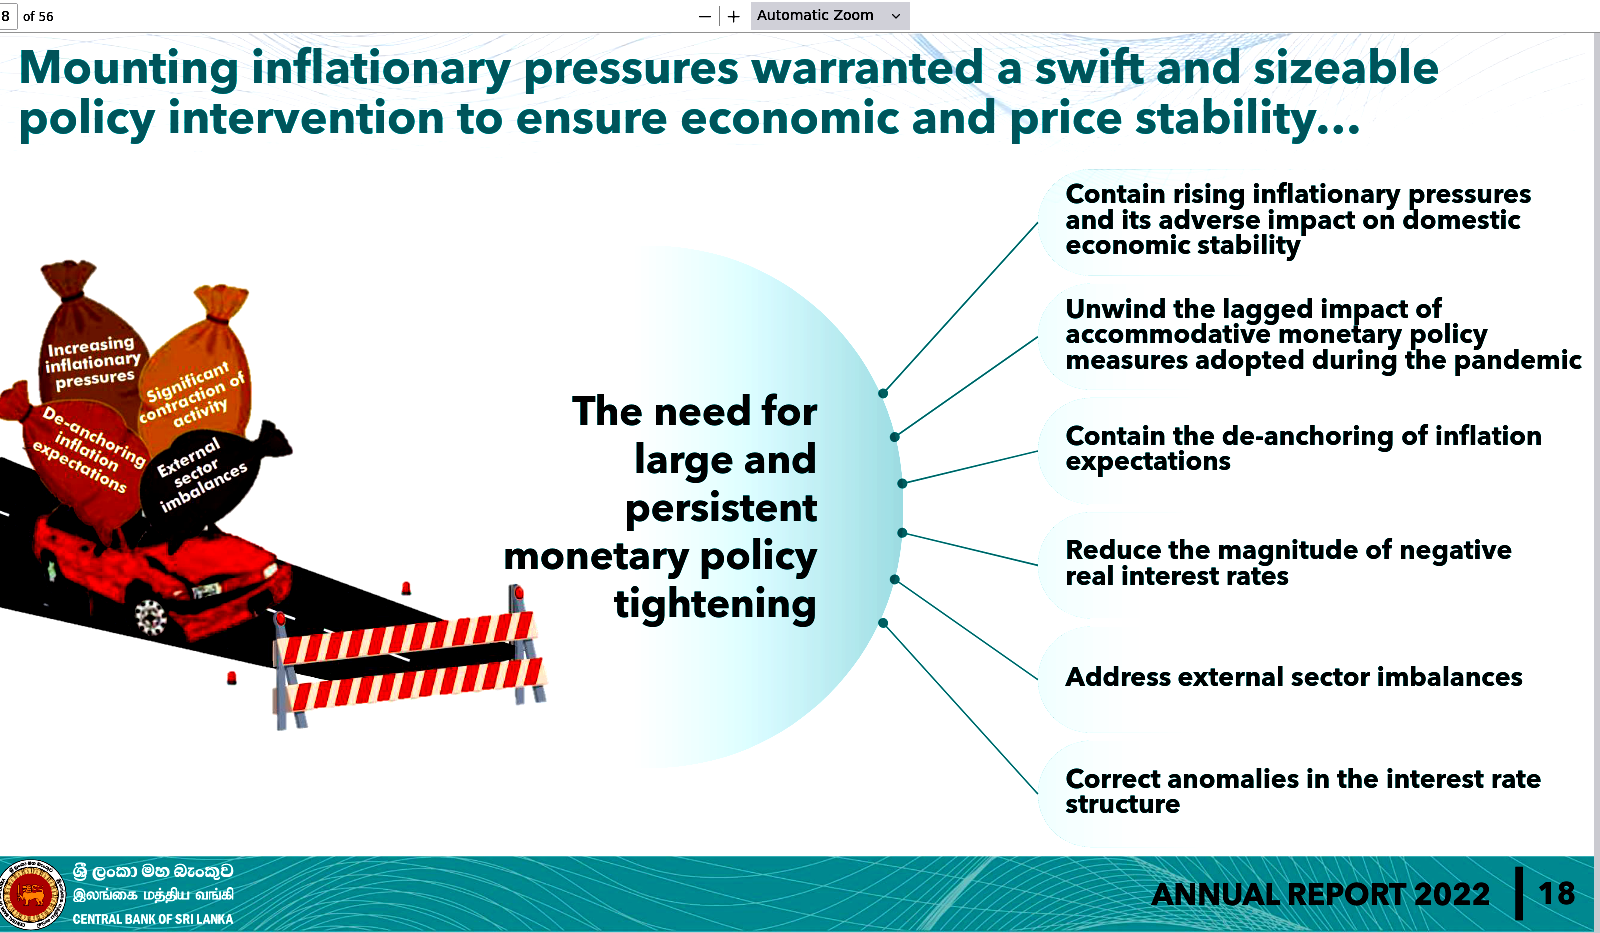 8 of 56
Automatic Zoom
Mounting inflationary pressures warranted a swift and sizeable
policy intervention to ensure economic and price stability...
Increasing
inflationary
pressures
Significant
contraction of
activity
De-anchoring
inflation
expectations
External
sector
imbalances
The need for
large and
persistent
monetary policy
tightening
Contain rising inflationary pressures
and its adverse impact on domestic
economic stability
Unwind the lagged impact of
accommodative monetary policy
measures adopted during the pandemic
Contain the de-anchoring of inflation
expectations
Reduce the magnitude of negative
real interest rates
Address external sector imbalances
Correct anomalies in the interest rate
structure
ශ්‍රී ලංකා මහ බැංකුව
இலங்கை மத்திய வங்கி
CENTRAL BANK OF SRI LANKA
ANNUAL REPORT 2022
18